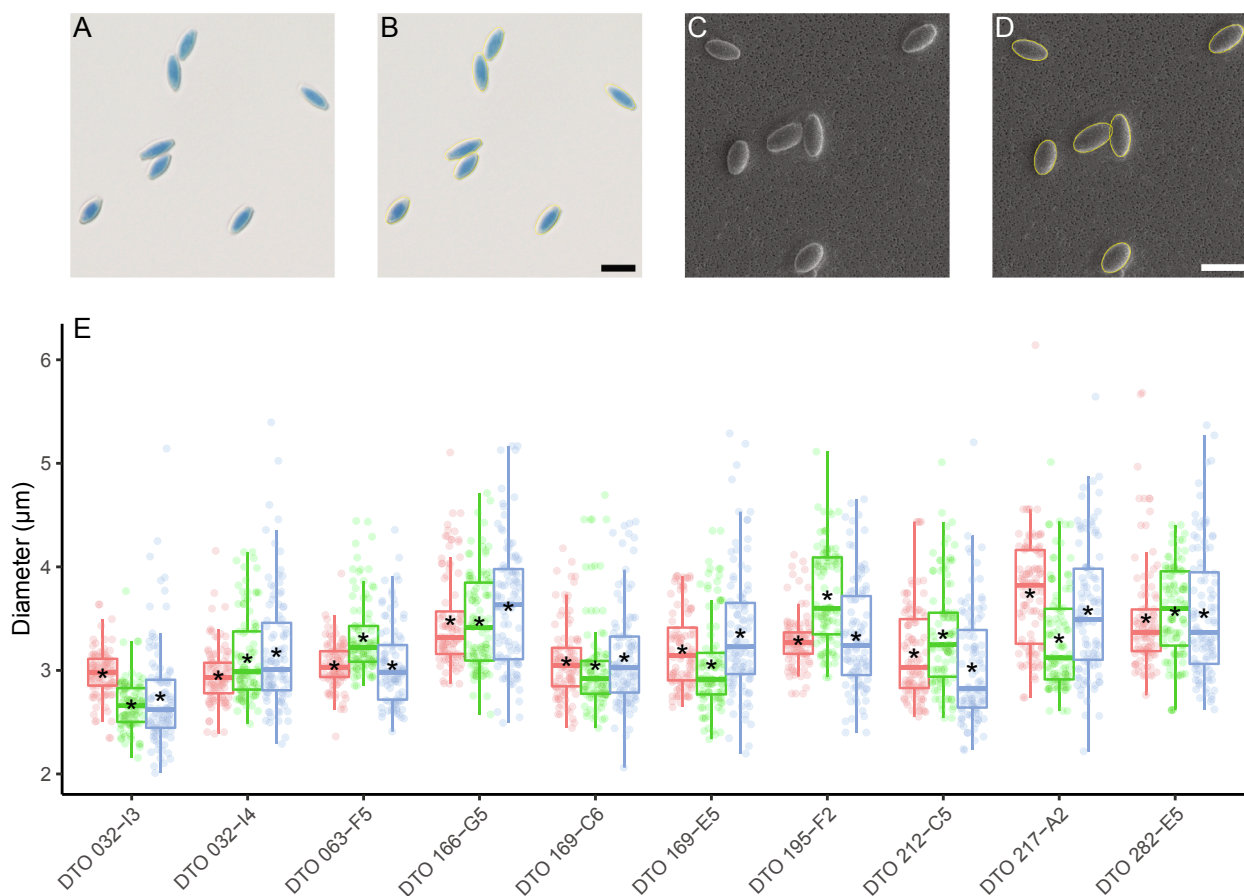 A
B
C
D
E
Diameter (µm)
6
5
4
3
2
DTO 032−I3
DTO 032−I4
DTO 063−F5
DTO 166−G5
DTO 169−C6
DTO 169−E5
DTO 195−F2
DTO 212−C5
DTO 217−A2
DTO 282−E5